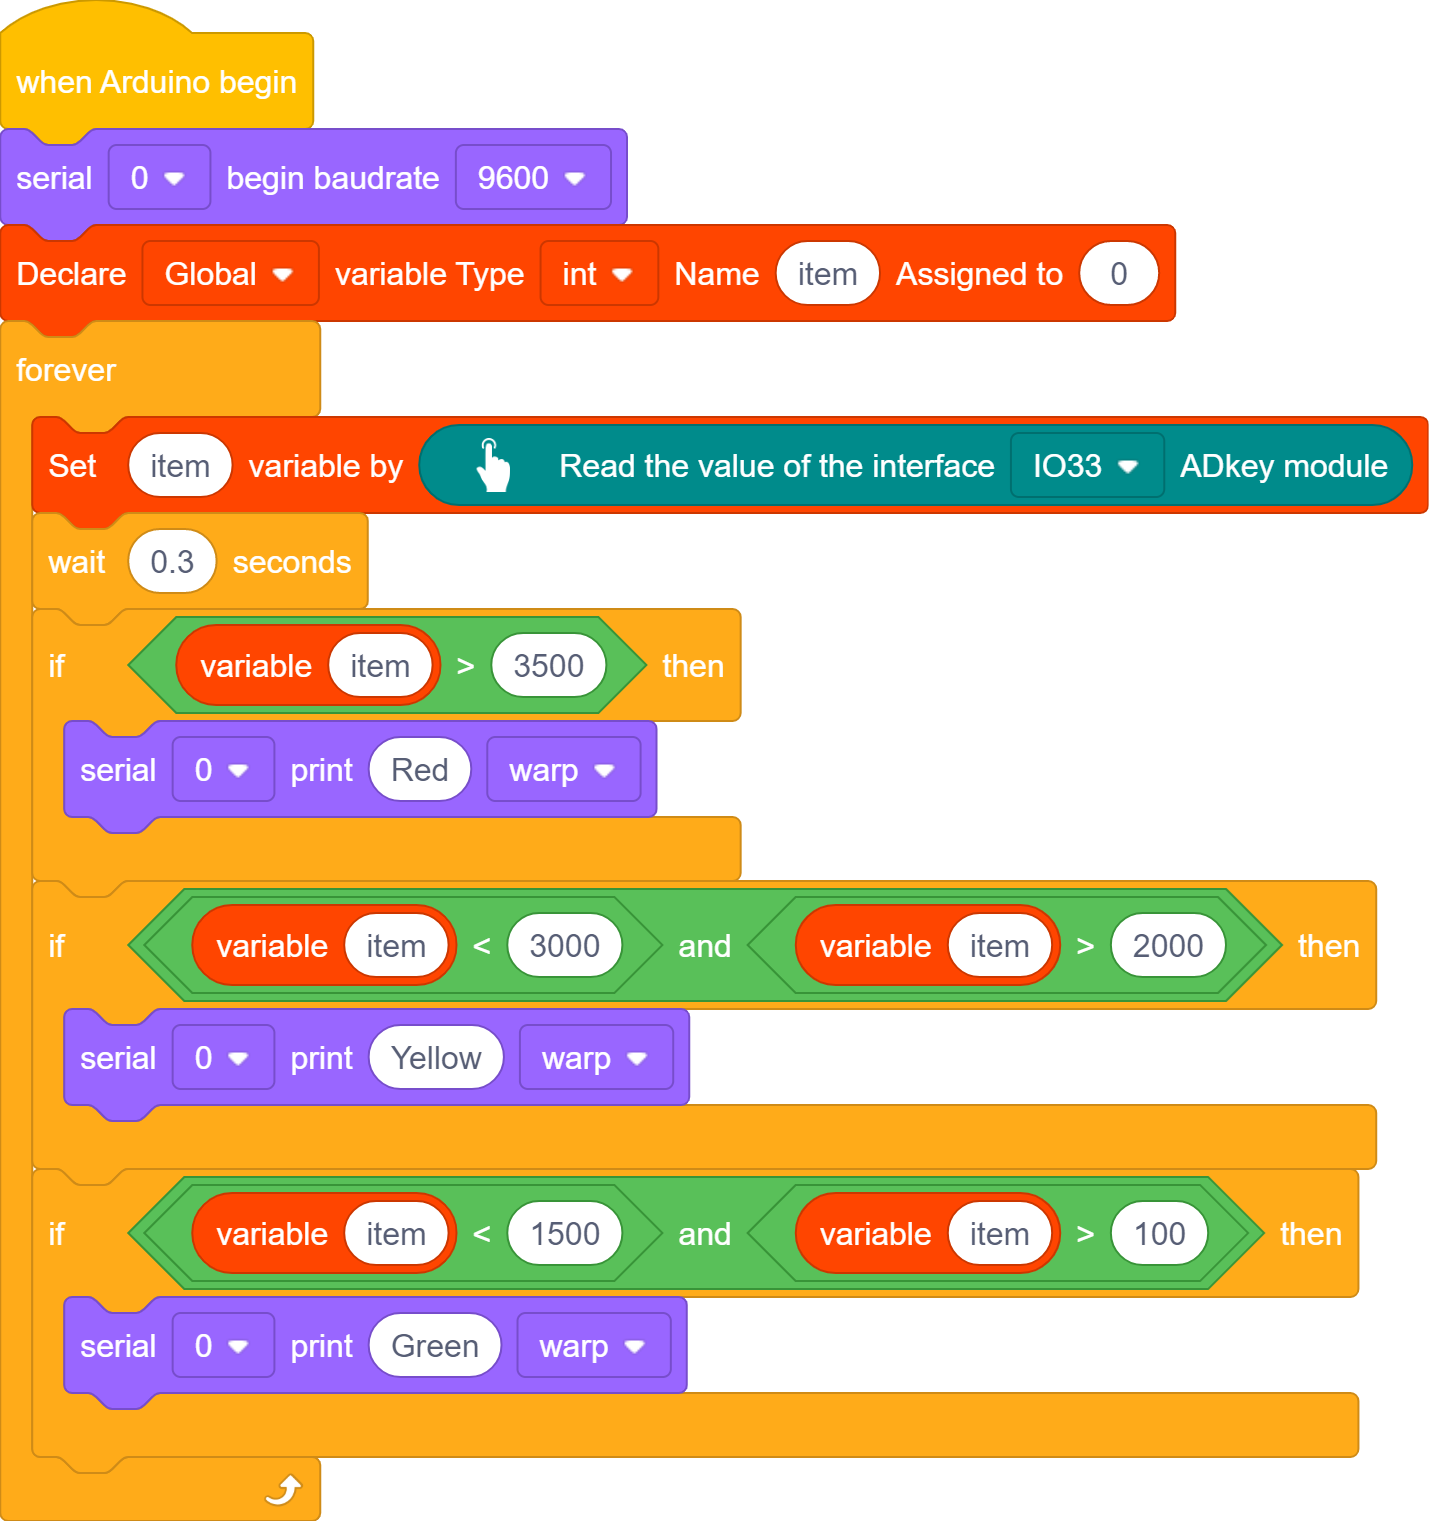 when Arduino begin
serial 0 begin baudrate 9600
Declare Global variable Type int Name item Assigned to 0
forever
Set item variable by Read the value of the interface IO33 ADkey module
wait 0.3 seconds
if variable item > 3500 then
serial 0 print Red warp
if variable item < 3000 and variable item > 2000 then
serial 0 print Yellow warp
if variable item < 1500 and variable item > 100 then
serial 0 print Green warp